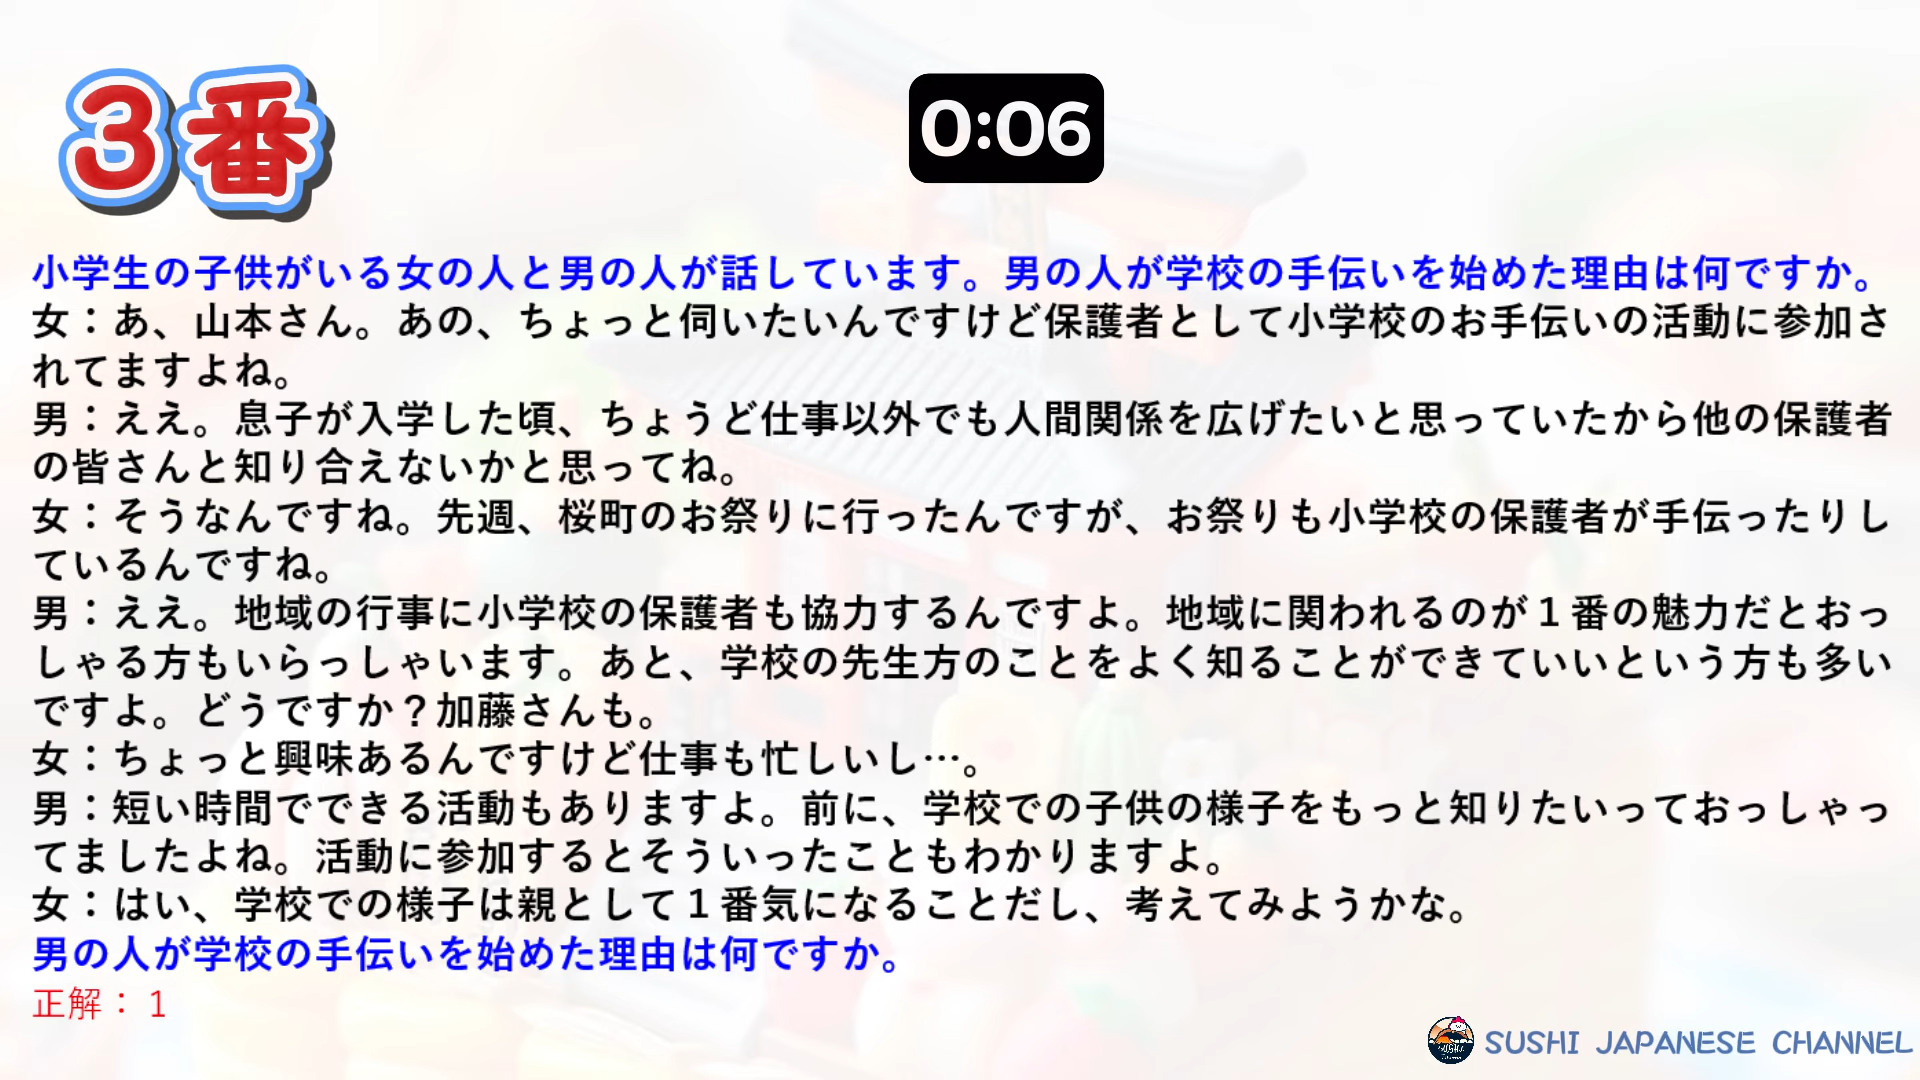 3番
0:06
小学生の子供がいる女の人と男の人が話しています。男の人が学校の手伝いを始めた理由は何ですか。
女：あ、山本さん。あの、ちょっと伺いたいんですけど保護者として小学校のお手伝いの活動に参加さ
れてますよね。
男：ええ。息子が入学した頃、ちょうど仕事以外でも人間関係を広げたいと思っていたから他の保護者
の皆さんと知り合えないかと思ってね。
女：そうなんですね。先週、桜町のお祭りに行ったんですが、お祭りも小学校の保護者が手伝ったりし
ているんですね。
男：ええ。地域の行事に小学校の保護者も協力するんですよ。地域に関われるのが１番の魅力だとおっ
しゃる方もいらっしゃいます。あと、学校の先生方のことをよく知ることができていいという方も多い
ですよ。どうですか？加藤さんも。
女：ちょっと興味あるんですけど仕事も忙しいし…。
男：短い時間でできる活動もありますよ。前に、学校での子供の様子をもっと知りたいっておっしゃっ
てましたよね。活動に参加するとそういったこともわかりますよ。
女：はい、学校での様子は親として１番気になることだし、考えてみようかな。
男の人が学校の手伝いを始めた理由は何ですか。
正解：１
SUSHI JAPANESE CHANNEL